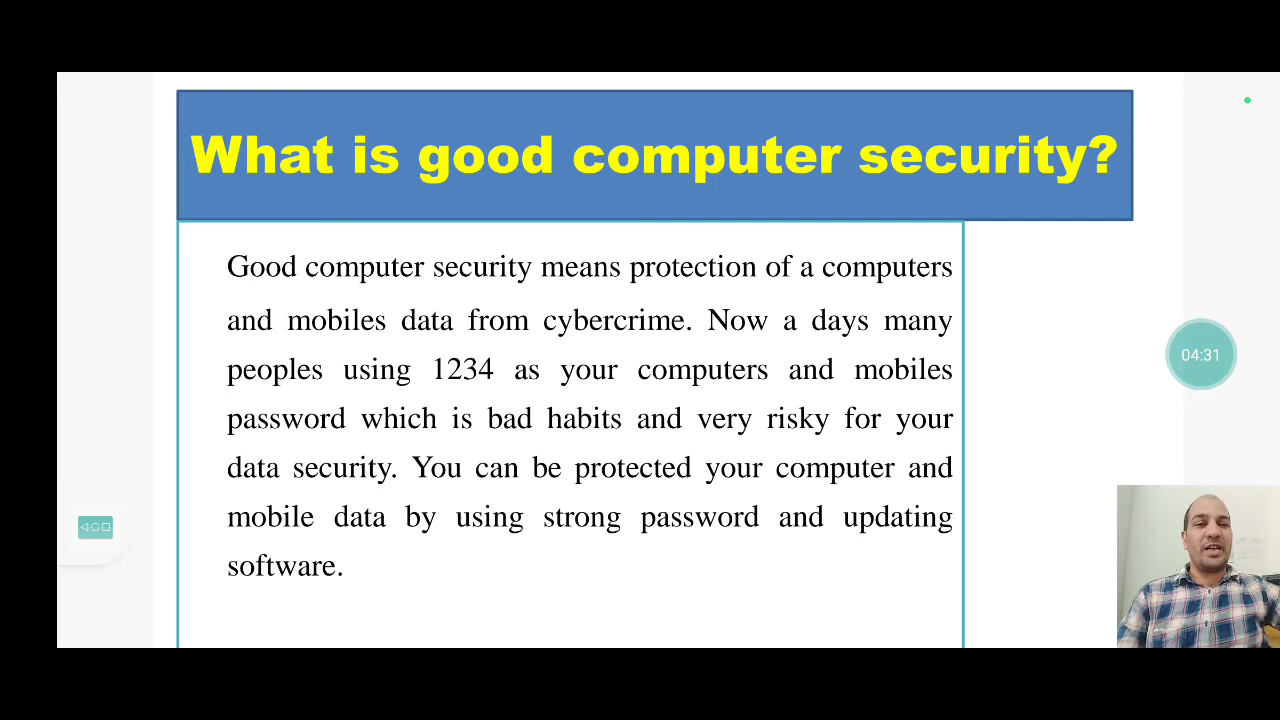 What is good computer security?
Good computer security means protection of a computers
and mobiles data from cybercrime. Now a days many
peoples using 1234 as your computers and mobiles
password which is bad habits and very risky for your
data security. You can be protected your computer and
mobile data by using strong password and updating
software.
04:31